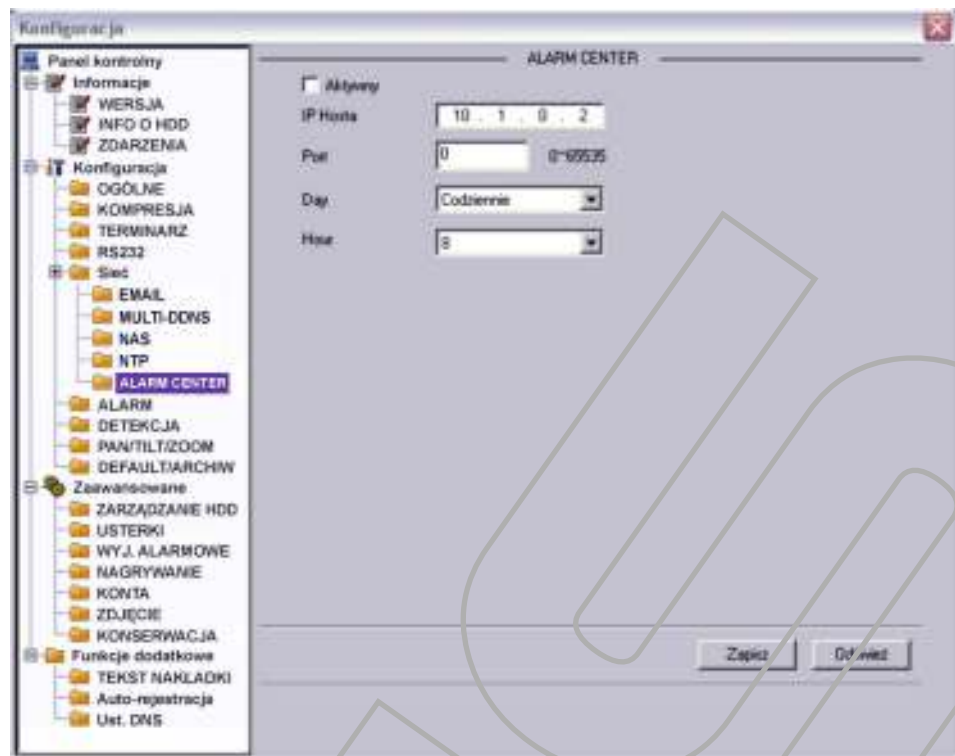 Konfiguracja
Panel kontrolny
Informacje
WERSJA
INFO O HDD
ZDARZENIA
Konfiguracja
OGÓLNE
KOMPRESJA
TERMINARZ
RS232
Sieć
EMAIL
MULTI-DDNS
NAS
NTP
ALARM CENTER
ALARM
DETEKCJA
PAN/TILT/ZOOM
DEFAULT/ARCHIW
Zaawansowane
ZARZĄDZANIE HDD
USTERKI
WYJ. ALARMOWE
NAGRYWANIE
KONTA
ZDJĘCIE
KONSERWACJA
Funkcje dodatkowe
TEKST NAKŁADKI
Auto-rejestracja
Ust. DNS
ALARM CENTER
Aktywny
IP Hosta 10 . 1 . 0 . 2
Port 0 0~65535
Day Codziennie
Hour 8
Zapisz Odśwież